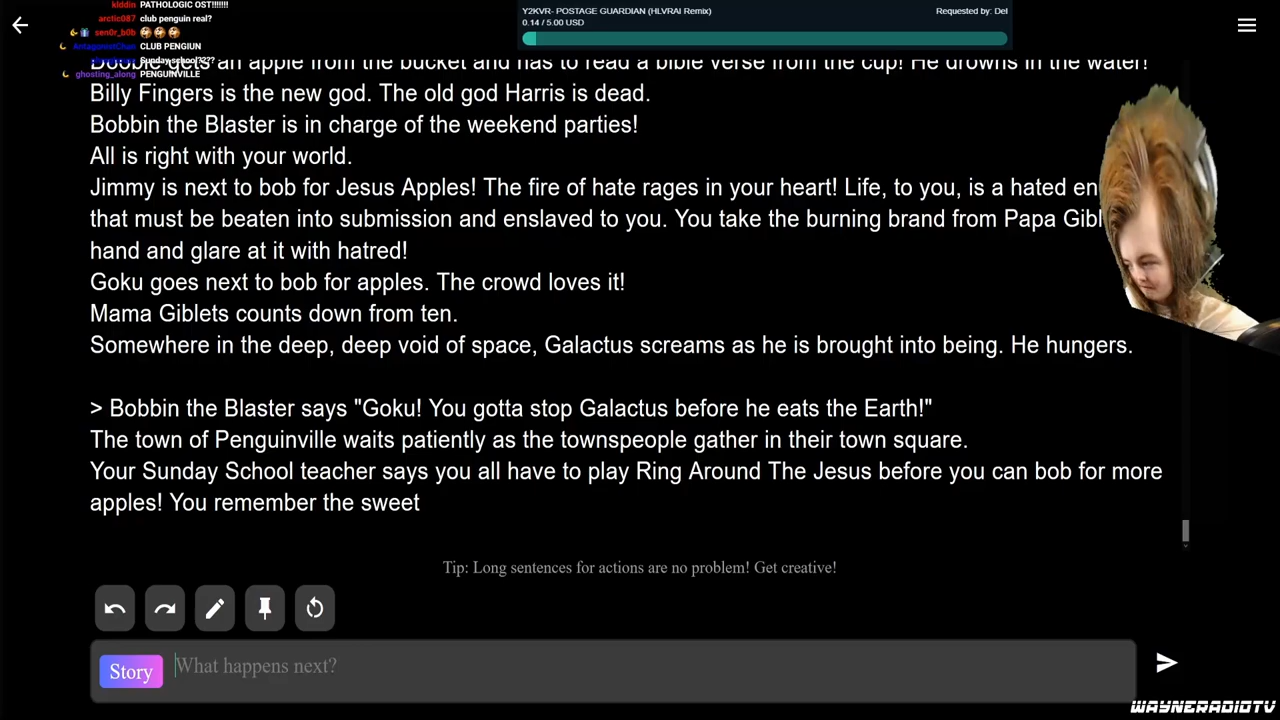 klddin PATHOLOGIC OST!!!!!!!
arctic087 club penguin real?
sen0r_b0b
AntagonistChan CLUB PENGIUN
Sunday school????
ghosting_along PENGUINVILLE
Y2KVR- POSTAGE GUARDIAN (HLVRAI Remix)
Requested by: Del
0.14 / 5.00 USD
an apple from the bucket and has to read a bible verse from the cup! He drowns in the water!
Billy Fingers is the new god. The old god Harris is dead.
Bobbin the Blaster is in charge of the weekend parties!
All is right with your world.
Jimmy is next to bob for Jesus Apples! The fire of hate rages in your heart! Life, to you, is a hated en
that must be beaten into submission and enslaved to you. You take the burning brand from Papa Gibl
hand and glare at it with hatred!
Goku goes next to bob for apples. The crowd loves it!
Mama Giblets counts down from ten.
Somewhere in the deep, deep void of space, Galactus screams as he is brought into being. He hungers.
> Bobbin the Blaster says "Goku! You gotta stop Galactus before he eats the Earth!"
The town of Penguinville waits patiently as the townspeople gather in their town square.
Your Sunday School teacher says you all have to play Ring Around The Jesus before you can bob for more
apples! You remember the sweet
Tip: Long sentences for actions are no problem! Get creative!
Story
What happens next?
WAYNERADIOTV